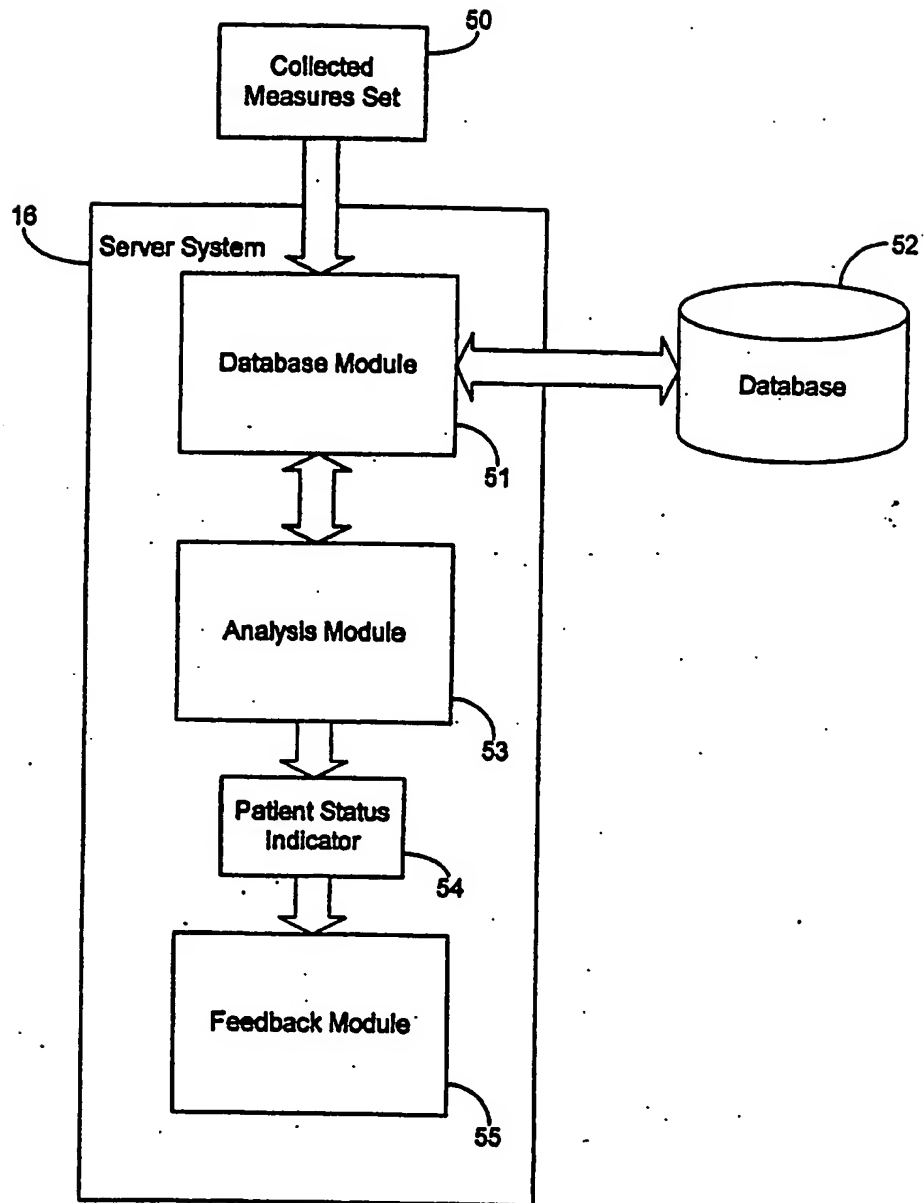 50
Collected
Measures Set
16
Server System
52
Database Module
Database
51
Analysis Module
53
Patient Status
Indicator
54
Feedback Module
55